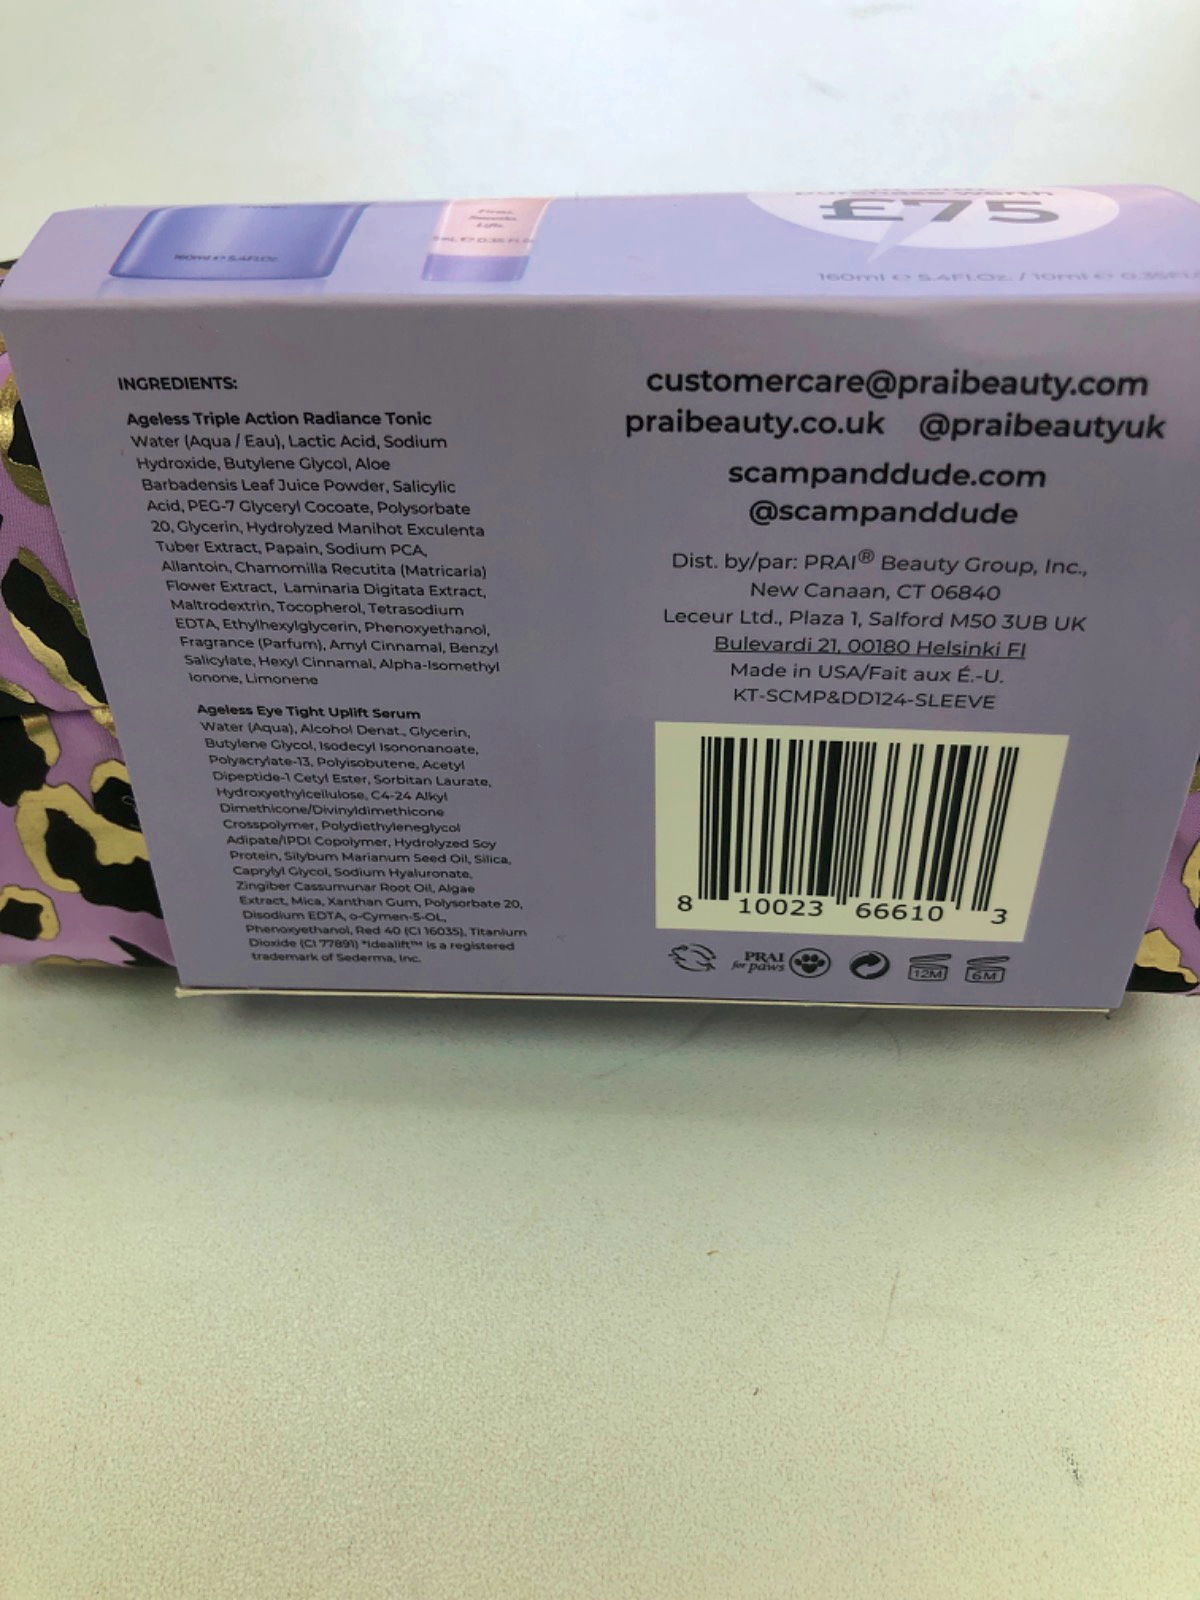 purchase worth
£75
160ml ℮ 5.4Fl.Oz. / 10ml ℮
160ml ℮ 5.4Fl.Oz.
Firms.
Smooths.
Lifts.
INGREDIENTS:
Ageless Triple Action Radiance Tonic
Water (Aqua / Eau), Lactic Acid, Sodium
Hydroxide, Butylene Glycol, Aloe
Barbadensis Leaf Juice Powder, Salicylic
Acid, PEG-7 Glyceryl Cocoate, Polysorbate
20, Glycerin, Hydrolyzed Manihot Exculenta
Tuber Extract, Papain, Sodium PCA,
Allantoin, Chamomilla Recutita (Matricaria)
Flower Extract, Laminaria Digitata Extract,
Maltrodextrin, Tocopherol, Tetrasodium
EDTA, Ethylhexylglycerin, Phenoxyethanol,
Fragrance (Parfum), Amyl Cinnamal, Benzyl
Salicylate, Hexyl Cinnamal, Alpha-Isomethyl
Ionone, Limonene
Ageless Eye Tight Uplift Serum
Water (Aqua), Alcohol Denat., Glycerin,
Butylene Glycol, Isodecyl Isononanoate,
Polyacrylate-13, Polyisobutene, Acetyl
Dipeptide-1 Cetyl Ester, Sorbitan Laurate,
Hydroxyethylcellulose, C4-24 Alkyl
Dimethicone/Divinyldimethicone
Crosspolymer, Polydiethyleneglycol
Adipate/IPDI Copolymer, Hydrolyzed Soy
Protein, Silybum Marianum Seed Oil, Silica,
Caprylyl Glycol, Sodium Hyaluronate,
Zingiber Cassumunar Root Oil, Algae
Extract, Mica, Xanthan Gum, Polysorbate 20,
Disodium EDTA, o-Cymen-5-OL,
Phenoxyethanol, Red 40 (CI 16035), Titanium
Dioxide (CI 77891) *Idealift™ is a registered
trademark of Sederma, Inc.
customercare@praibeauty.com
praibeauty.co.uk @praibeautyuk
scampanddude.com
@scampanddude
Dist. by/par: PRAI® Beauty Group, Inc.,
New Canaan, CT 06840
Leceur Ltd., Plaza 1, Salford M50 3UB UK
Bulevardi 21, 00180 Helsinki FI
Made in USA/Fait aux É.-U.
KT-SCMP&DD124-SLEEVE
8 10023 66610 3
PRAI
for paws
12M
6M